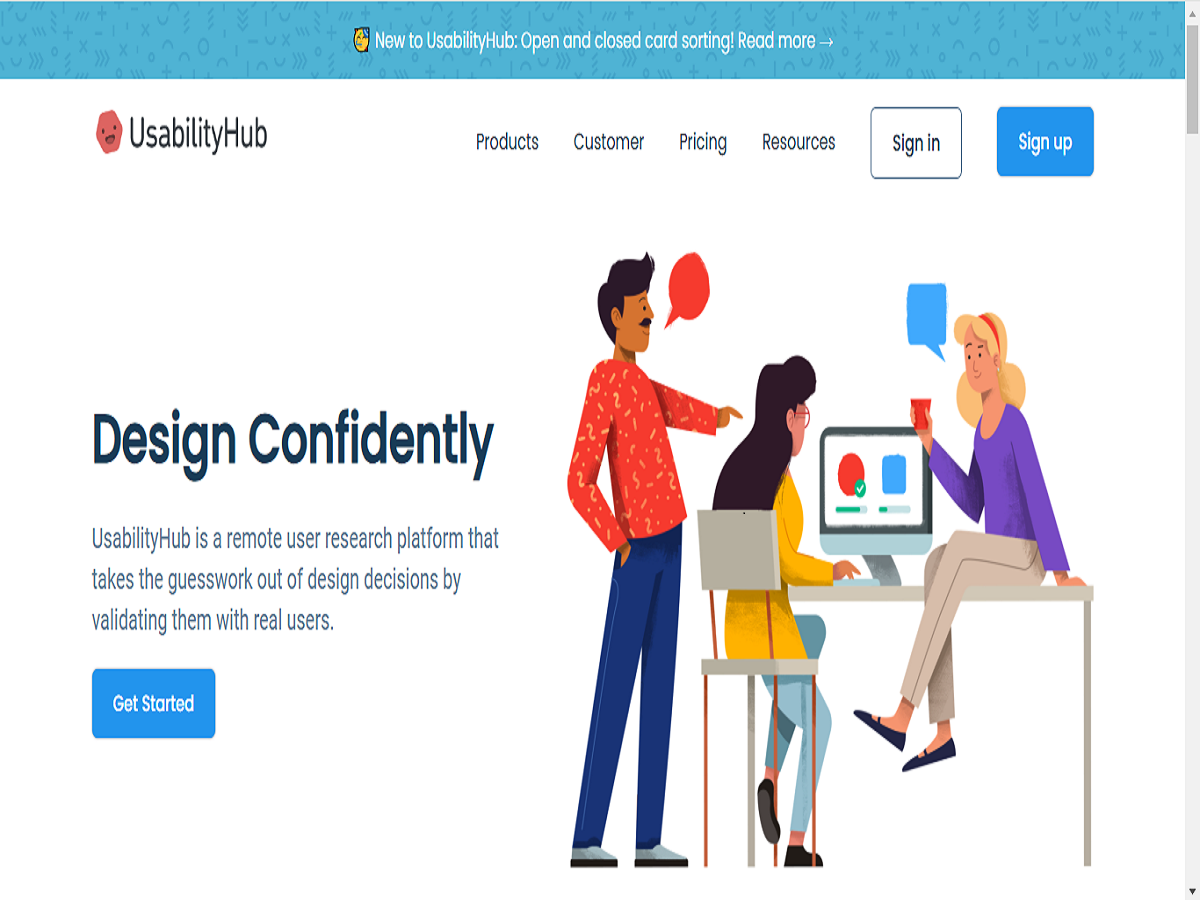 New to UsabilityHub: Open and closed card sorting! Read more →
UsabilityHub
Products
Customer
Pricing
Resources
Sign in
Sign up
Design Confidently
UsabilityHub is a remote user research platform that
takes the guesswork out of design decisions by
validating them with real users.
Get Started